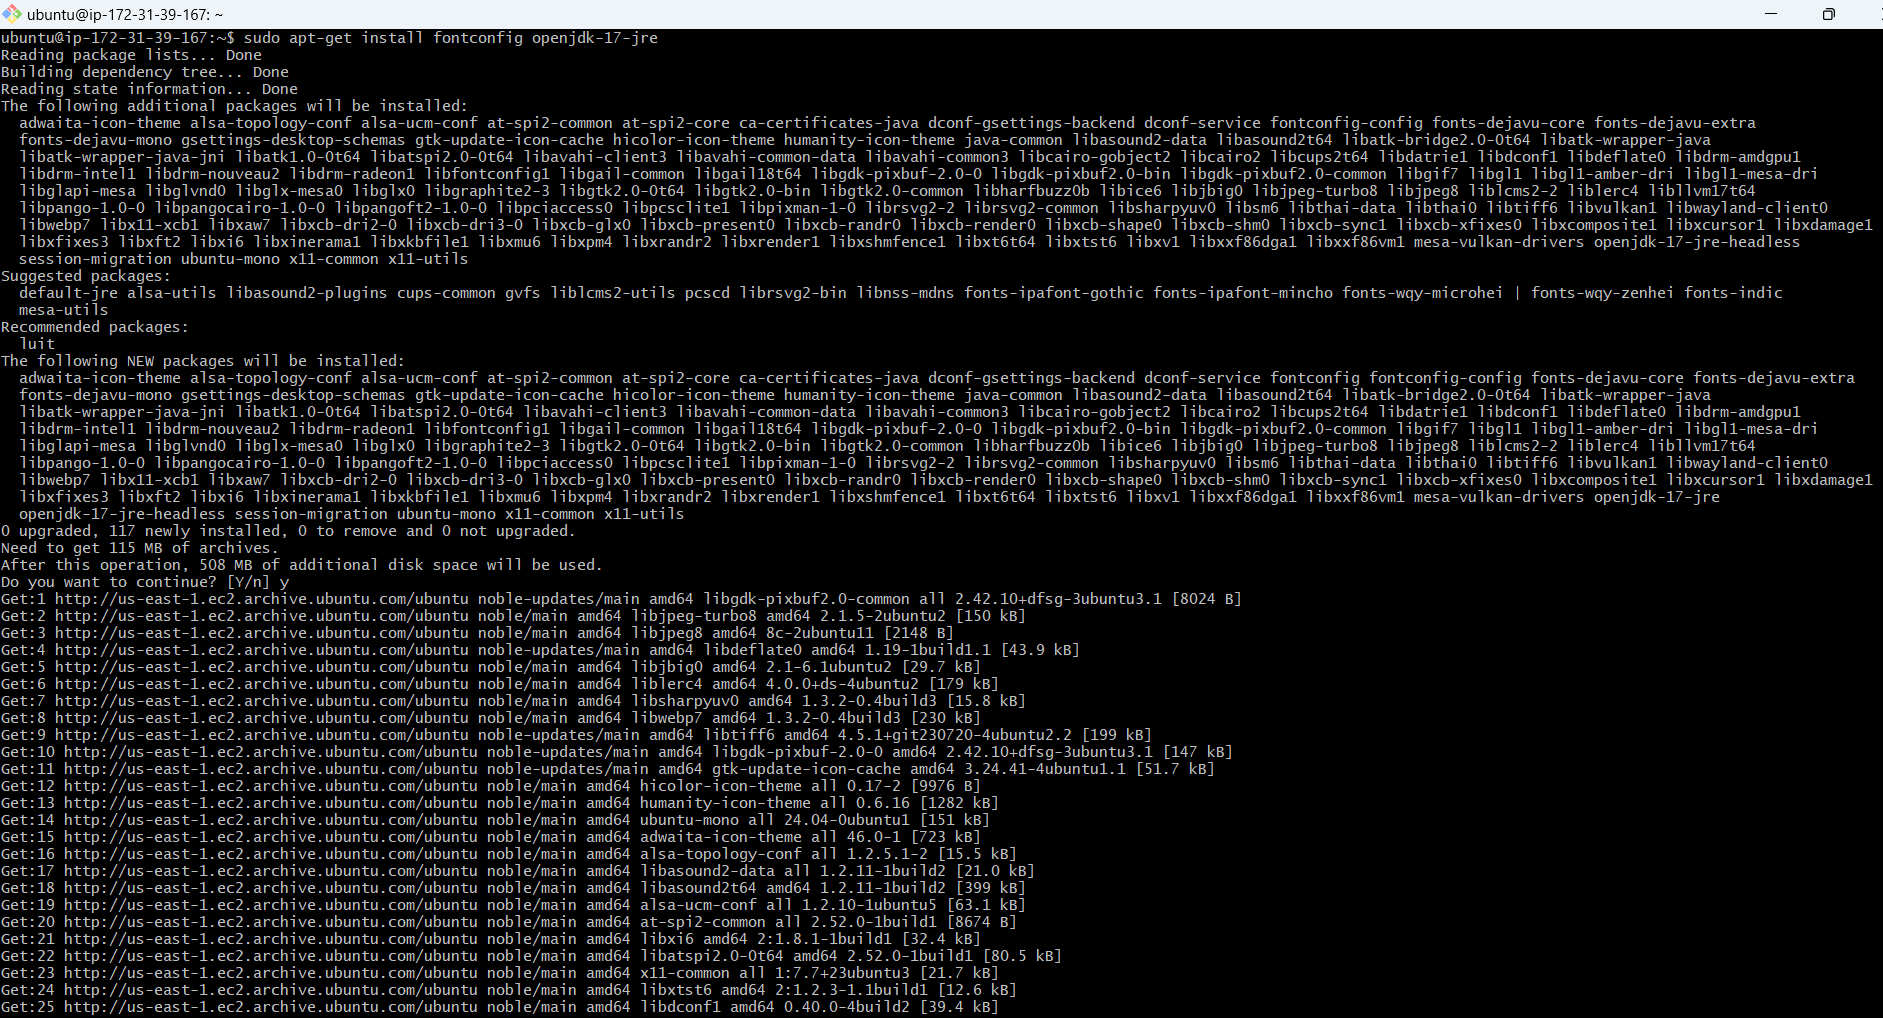 ubuntu@ip-172-31-39-167: ~
ubuntu@ip-172-31-39-167:~$ sudo apt-get install fontconfig openjdk-17-jre
Reading package lists... Done
Building dependency tree... Done
Reading state information... Done
The following additional packages will be installed:
  adwaita-icon-theme alsa-topology-conf alsa-ucm-conf at-spi2-common at-spi2-core ca-certificates-java dconf-gsettings-backend dconf-service fontconfig-config fonts-dejavu-core fonts-dejavu-extra
  fonts-dejavu-mono gsettings-desktop-schemas gtk-update-icon-cache hicolor-icon-theme humanity-icon-theme java-common libasound2-data libasound2t64 libatk-bridge2.0-0t64 libatk-wrapper-java
  libatk-wrapper-java-jni libatk1.0-0t64 libatspi2.0-0t64 libavahi-client3 libavahi-common-data libavahi-common3 libcairo-gobject2 libcairo2 libcups2t64 libdatrie1 libdconf1 libdeflate0 libdrm-amdgpu1
  libdrm-intel1 libdrm-nouveau2 libdrm-radeon1 libfontconfig1 libgail-common libgail18t64 libgdk-pixbuf-2.0-0 libgdk-pixbuf2.0-bin libgdk-pixbuf2.0-common libgif7 libgl1 libgl1-amber-dri libgl1-mesa-dri
  libglapi-mesa libglvnd0 libglx-mesa0 libglx0 libgraphite2-3 libgtk2.0-0t64 libgtk2.0-bin libgtk2.0-common libharfbuzz0b libice6 libjbig0 libjpeg-turbo8 libjpeg8 liblcms2-2 liblerc4 libllvm17t64
  libpango-1.0-0 libpangocairo-1.0-0 libpangoft2-1.0-0 libpciaccess0 libpcsclite1 libpixman-1-0 librsvg2-2 librsvg2-common libsharpyuv0 libsm6 libthai-data libthai0 libtiff6 libvulkan1 libwayland-client0
  libwebp7 libx11-xcb1 libxaw7 libxcb-dri2-0 libxcb-dri3-0 libxcb-glx0 libxcb-present0 libxcb-randr0 libxcb-render0 libxcb-shape0 libxcb-shm0 libxcb-sync1 libxcb-xfixes0 libxcomposite1 libxcursor1 libxdamage1
  libxfixes3 libxft2 libxi6 libxinerama1 libxkbfile1 libxmu6 libxpm4 libxrandr2 libxrender1 libxshmfence1 libxt6t64 libxtst6 libxv1 libxxf86dga1 libxxf86vm1 mesa-vulkan-drivers openjdk-17-jre-headless
  session-migration ubuntu-mono x11-common x11-utils
Suggested packages:
  default-jre alsa-utils libasound2-plugins cups-common gvfs liblcms2-utils pcscd librsvg2-bin libnss-mdns fonts-ipafont-gothic fonts-ipafont-mincho fonts-wqy-microhei | fonts-wqy-zenhei fonts-indic
  mesa-utils
Recommended packages:
  luit
The following NEW packages will be installed:
  adwaita-icon-theme alsa-topology-conf alsa-ucm-conf at-spi2-common at-spi2-core ca-certificates-java dconf-gsettings-backend dconf-service fontconfig fontconfig-config fonts-dejavu-core fonts-dejavu-extra
  fonts-dejavu-mono gsettings-desktop-schemas gtk-update-icon-cache hicolor-icon-theme humanity-icon-theme java-common libasound2-data libasound2t64 libatk-bridge2.0-0t64 libatk-wrapper-java
  libatk-wrapper-java-jni libatk1.0-0t64 libatspi2.0-0t64 libavahi-client3 libavahi-common-data libavahi-common3 libcairo-gobject2 libcairo2 libcups2t64 libdatrie1 libdconf1 libdeflate0 libdrm-amdgpu1
  libdrm-intel1 libdrm-nouveau2 libdrm-radeon1 libfontconfig1 libgail-common libgail18t64 libgdk-pixbuf-2.0-0 libgdk-pixbuf2.0-bin libgdk-pixbuf2.0-common libgif7 libgl1 libgl1-amber-dri libgl1-mesa-dri
  libglapi-mesa libglvnd0 libglx-mesa0 libglx0 libgraphite2-3 libgtk2.0-0t64 libgtk2.0-bin libgtk2.0-common libharfbuzz0b libice6 libjbig0 libjpeg-turbo8 libjpeg8 liblcms2-2 liblerc4 libllvm17t64
  libpango-1.0-0 libpangocairo-1.0-0 libpangoft2-1.0-0 libpciaccess0 libpcsclite1 libpixman-1-0 librsvg2-2 librsvg2-common libsharpyuv0 libsm6 libthai-data libthai0 libtiff6 libvulkan1 libwayland-client0
  libwebp7 libx11-xcb1 libxaw7 libxcb-dri2-0 libxcb-dri3-0 libxcb-glx0 libxcb-present0 libxcb-randr0 libxcb-render0 libxcb-shape0 libxcb-shm0 libxcb-sync1 libxcb-xfixes0 libxcomposite1 libxcursor1 libxdamage1
  libxfixes3 libxft2 libxi6 libxinerama1 libxkbfile1 libxmu6 libxpm4 libxrandr2 libxrender1 libxshmfence1 libxt6t64 libxtst6 libxv1 libxxf86dga1 libxxf86vm1 mesa-vulkan-drivers openjdk-17-jre
  openjdk-17-jre-headless session-migration ubuntu-mono x11-common x11-utils
0 upgraded, 117 newly installed, 0 to remove and 0 not upgraded.
Need to get 115 MB of archives.
After this operation, 508 MB of additional disk space will be used.
Do you want to continue? [Y/n] y
Get:1 http://us-east-1.ec2.archive.ubuntu.com/ubuntu noble-updates/main amd64 libgdk-pixbuf2.0-common all 2.42.10+dfsg-3ubuntu3.1 [8024 B]
Get:2 http://us-east-1.ec2.archive.ubuntu.com/ubuntu noble/main amd64 libjpeg-turbo8 amd64 2.1.5-2ubuntu2 [150 kB]
Get:3 http://us-east-1.ec2.archive.ubuntu.com/ubuntu noble/main amd64 libjpeg8 amd64 8c-2ubuntu11 [2148 B]
Get:4 http://us-east-1.ec2.archive.ubuntu.com/ubuntu noble-updates/main amd64 libdeflate0 amd64 1.19-1build1.1 [43.9 kB]
Get:5 http://us-east-1.ec2.archive.ubuntu.com/ubuntu noble/main amd64 libjbig0 amd64 2.1-6.1ubuntu2 [29.7 kB]
Get:6 http://us-east-1.ec2.archive.ubuntu.com/ubuntu noble/main amd64 liblerc4 amd64 4.0.0+ds-4ubuntu2 [179 kB]
Get:7 http://us-east-1.ec2.archive.ubuntu.com/ubuntu noble/main amd64 libsharpyuv0 amd64 1.3.2-0.4build3 [15.8 kB]
Get:8 http://us-east-1.ec2.archive.ubuntu.com/ubuntu noble/main amd64 libwebp7 amd64 1.3.2-0.4build3 [230 kB]
Get:9 http://us-east-1.ec2.archive.ubuntu.com/ubuntu noble-updates/main amd64 libtiff6 amd64 4.5.1+git230720-4ubuntu2.2 [199 kB]
Get:10 http://us-east-1.ec2.archive.ubuntu.com/ubuntu noble-updates/main amd64 libgdk-pixbuf-2.0-0 amd64 2.42.10+dfsg-3ubuntu3.1 [147 kB]
Get:11 http://us-east-1.ec2.archive.ubuntu.com/ubuntu noble-updates/main amd64 gtk-update-icon-cache amd64 3.24.41-4ubuntu1.1 [51.7 kB]
Get:12 http://us-east-1.ec2.archive.ubuntu.com/ubuntu noble/main amd64 hicolor-icon-theme all 0.17-2 [9976 B]
Get:13 http://us-east-1.ec2.archive.ubuntu.com/ubuntu noble/main amd64 humanity-icon-theme all 0.6.16 [1282 kB]
Get:14 http://us-east-1.ec2.archive.ubuntu.com/ubuntu noble/main amd64 ubuntu-mono all 24.04-0ubuntu1 [151 kB]
Get:15 http://us-east-1.ec2.archive.ubuntu.com/ubuntu noble/main amd64 adwaita-icon-theme all 46.0-1 [723 kB]
Get:16 http://us-east-1.ec2.archive.ubuntu.com/ubuntu noble/main amd64 alsa-topology-conf all 1.2.5.1-2 [15.5 kB]
Get:17 http://us-east-1.ec2.archive.ubuntu.com/ubuntu noble/main amd64 libasound2-data all 1.2.11-1build2 [21.0 kB]
Get:18 http://us-east-1.ec2.archive.ubuntu.com/ubuntu noble/main amd64 libasound2t64 amd64 1.2.11-1build2 [399 kB]
Get:19 http://us-east-1.ec2.archive.ubuntu.com/ubuntu noble/main amd64 alsa-ucm-conf all 1.2.10-1ubuntu5 [63.1 kB]
Get:20 http://us-east-1.ec2.archive.ubuntu.com/ubuntu noble/main amd64 at-spi2-common all 2.52.0-1build1 [8674 B]
Get:21 http://us-east-1.ec2.archive.ubuntu.com/ubuntu noble/main amd64 libxi6 amd64 2:1.8.1-1build1 [32.4 kB]
Get:22 http://us-east-1.ec2.archive.ubuntu.com/ubuntu noble/main amd64 libatspi2.0-0t64 amd64 2.52.0-1build1 [80.5 kB]
Get:23 http://us-east-1.ec2.archive.ubuntu.com/ubuntu noble/main amd64 x11-common all 1:7.7+23ubuntu3 [21.7 kB]
Get:24 http://us-east-1.ec2.archive.ubuntu.com/ubuntu noble/main amd64 libxtst6 amd64 2:1.2.3-1.1build1 [12.6 kB]
Get:25 http://us-east-1.ec2.archive.ubuntu.com/ubuntu noble/main amd64 libdconf1 amd64 0.40.0-4build2 [39.4 kB]